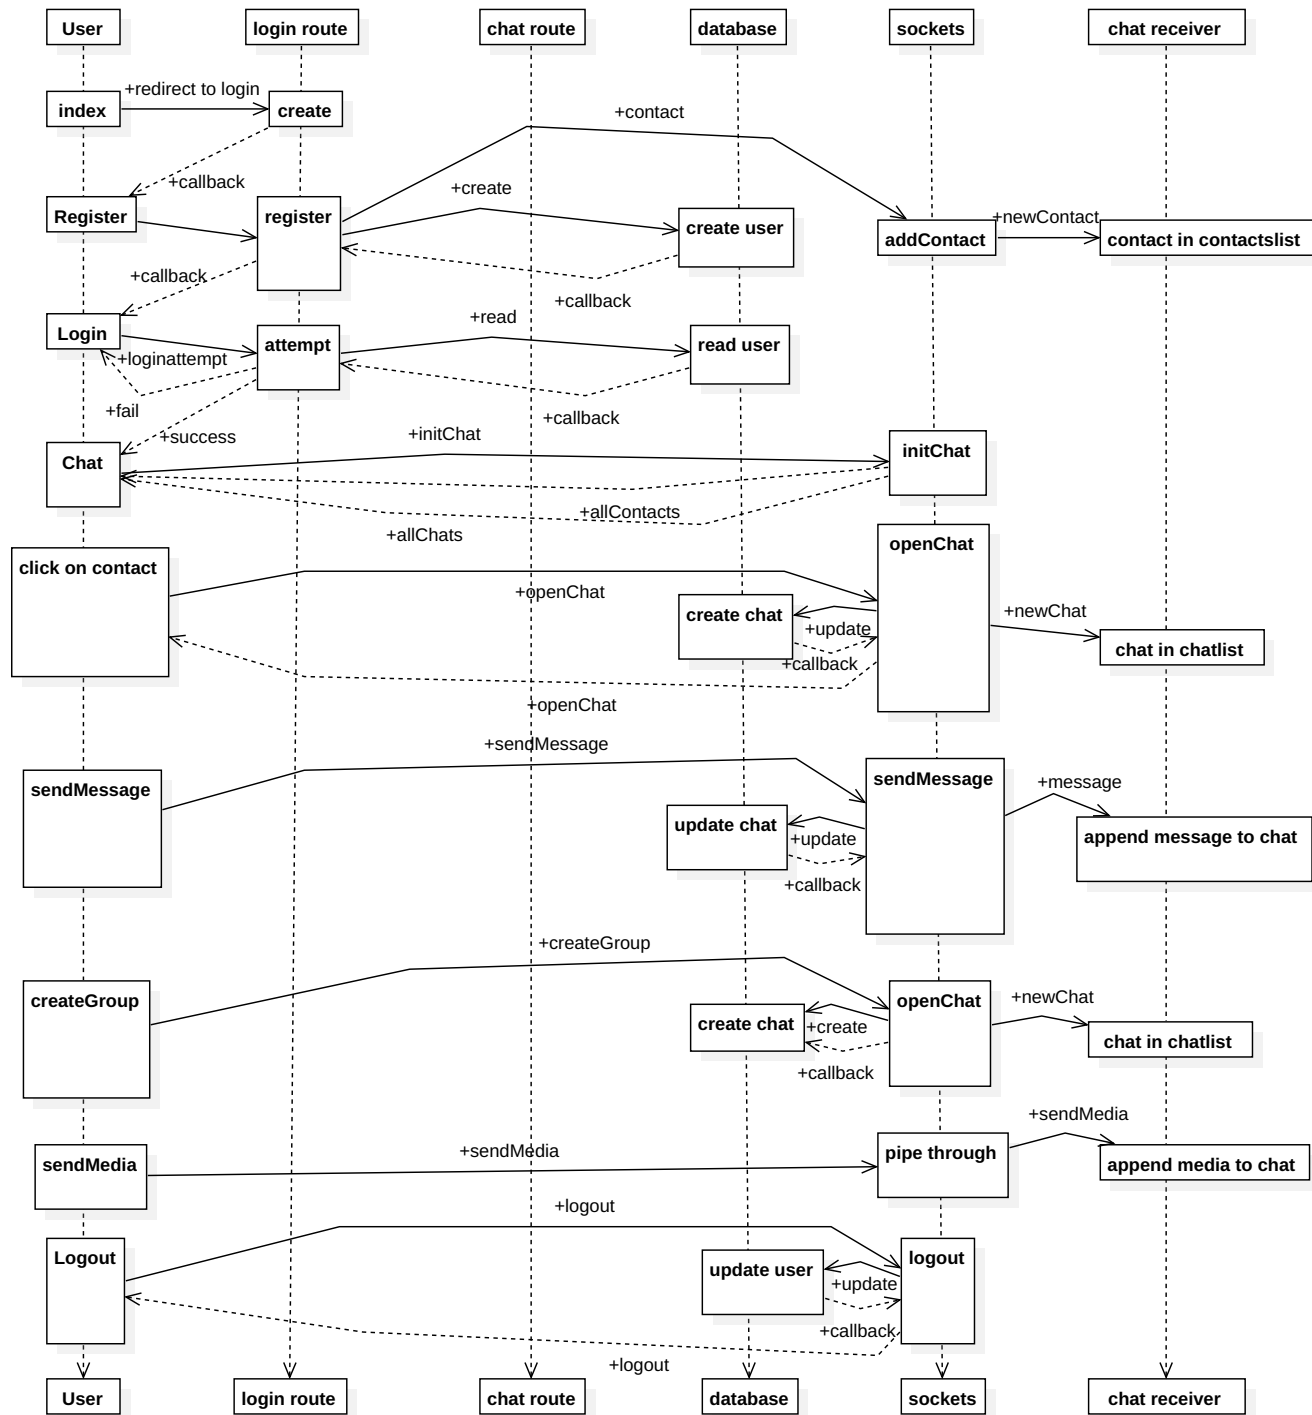 User
login route
chat route
database
sockets
chat receiver
+redirect to login
index
create
+contact
+callback
+create
Register
register
create user
+newContact
addContact
contact in contactslist
+callback
+callback
+read
Login
attempt
read user
+loginattempt
+fail
+callback
+success
+initChat
Chat
initChat
+allContacts
+allChats
openChat
click on contact
+openChat
create chat
+update
+newChat
+callback
chat in chatlist
+openChat
+sendMessage
sendMessage
sendMessage
+message
update chat
+update
append message to chat
+callback
+createGroup
createGroup
openChat
+newChat
create chat
+create
chat in chatlist
+callback
+sendMedia
+sendMedia
sendMedia
pipe through
append media to chat
+logout
Logout
logout
update user
+update
+callback
+logout
User
login route
chat route
database
sockets
chat receiver